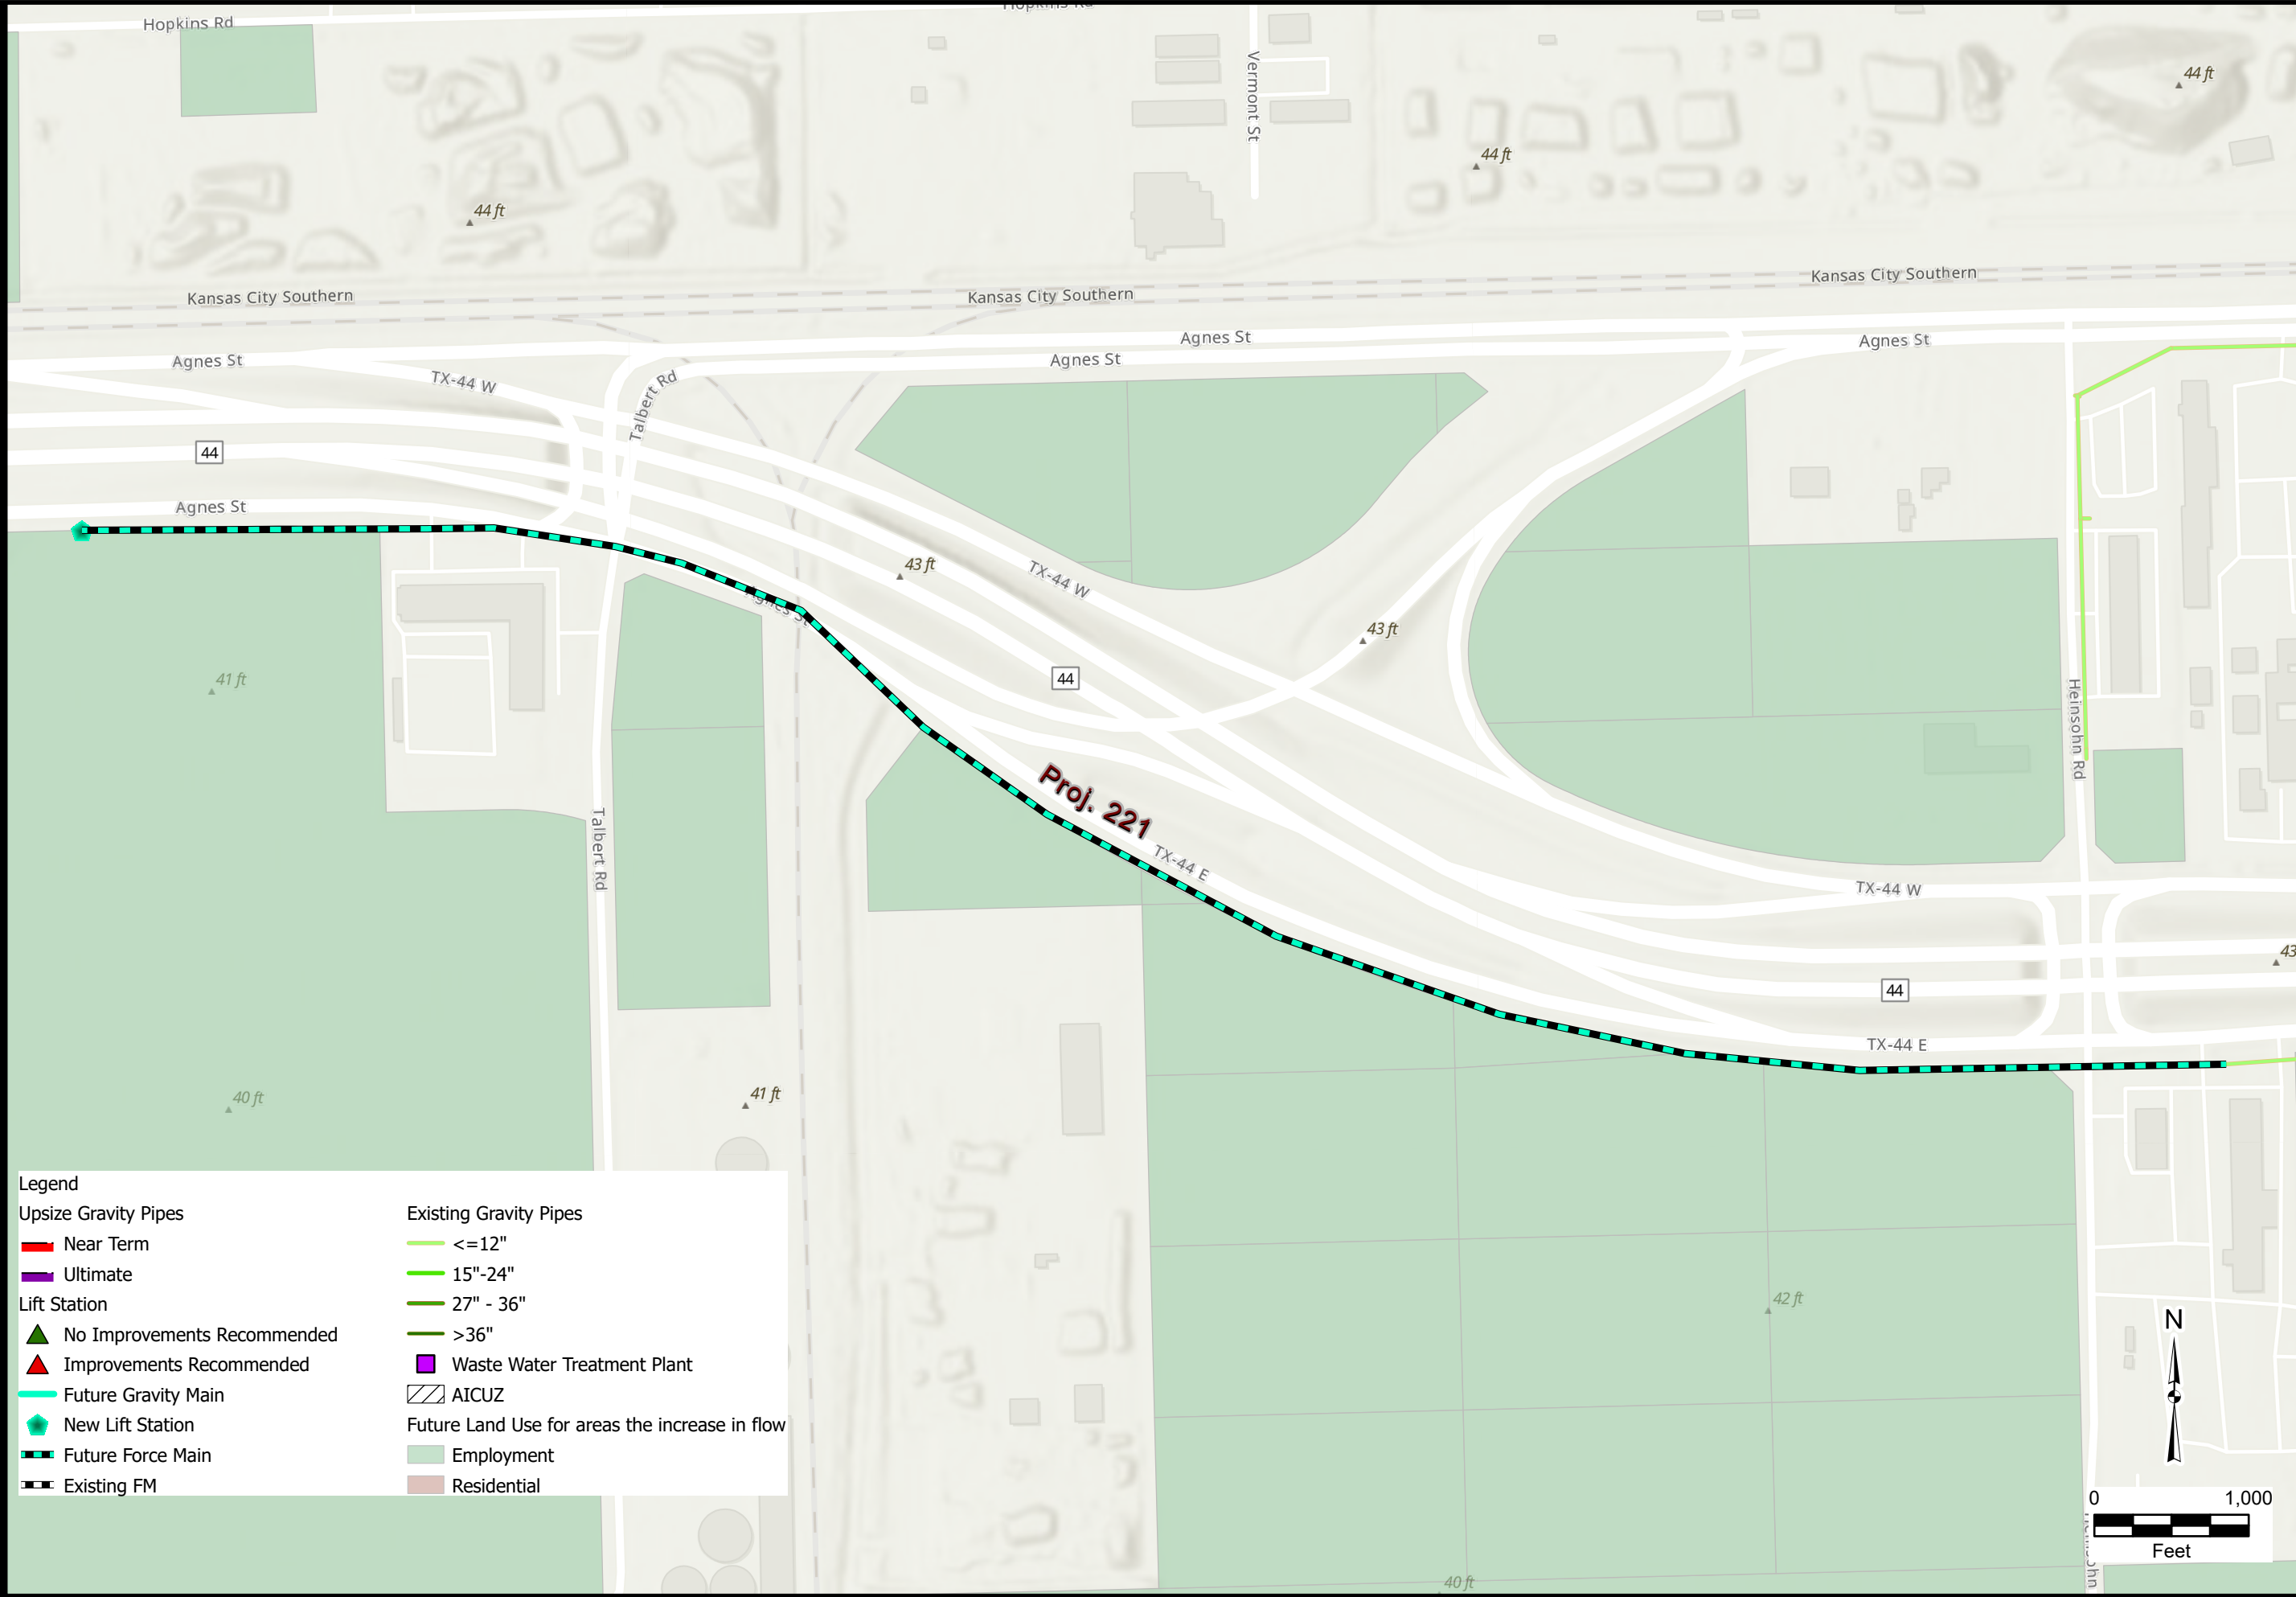 Hopkins Rd
Hopkins Rd
Vermont St
44 ft
44 ft
44 ft
Kansas City Southern
Kansas City Southern
Kansas City Southern
Agnes St
Agnes St
Agnes St
Agnes St
TX-44 W
Talbert Rd
44
Agnes St
43 ft
TX-44 W
Agnes St
43 ft
41 ft
44
Heinsohn Rd
Proj. 221
Talbert Rd
TX-44 E
TX-44 W
43
44
TX-44 E
40 ft
41 ft
42 ft
40 ft
Legend
Upsize Gravity Pipes
Near Term
Ultimate
Lift Station
No Improvements Recommended
Improvements Recommended
Future Gravity Main
New Lift Station
Future Force Main
Existing FM
Existing Gravity Pipes
<=12"
15"-24"
27" - 36"
>36"
Waste Water Treatment Plant
AICUZ
Future Land Use for areas the increase in flow
Employment
Residential
N
0 1,000
Feet